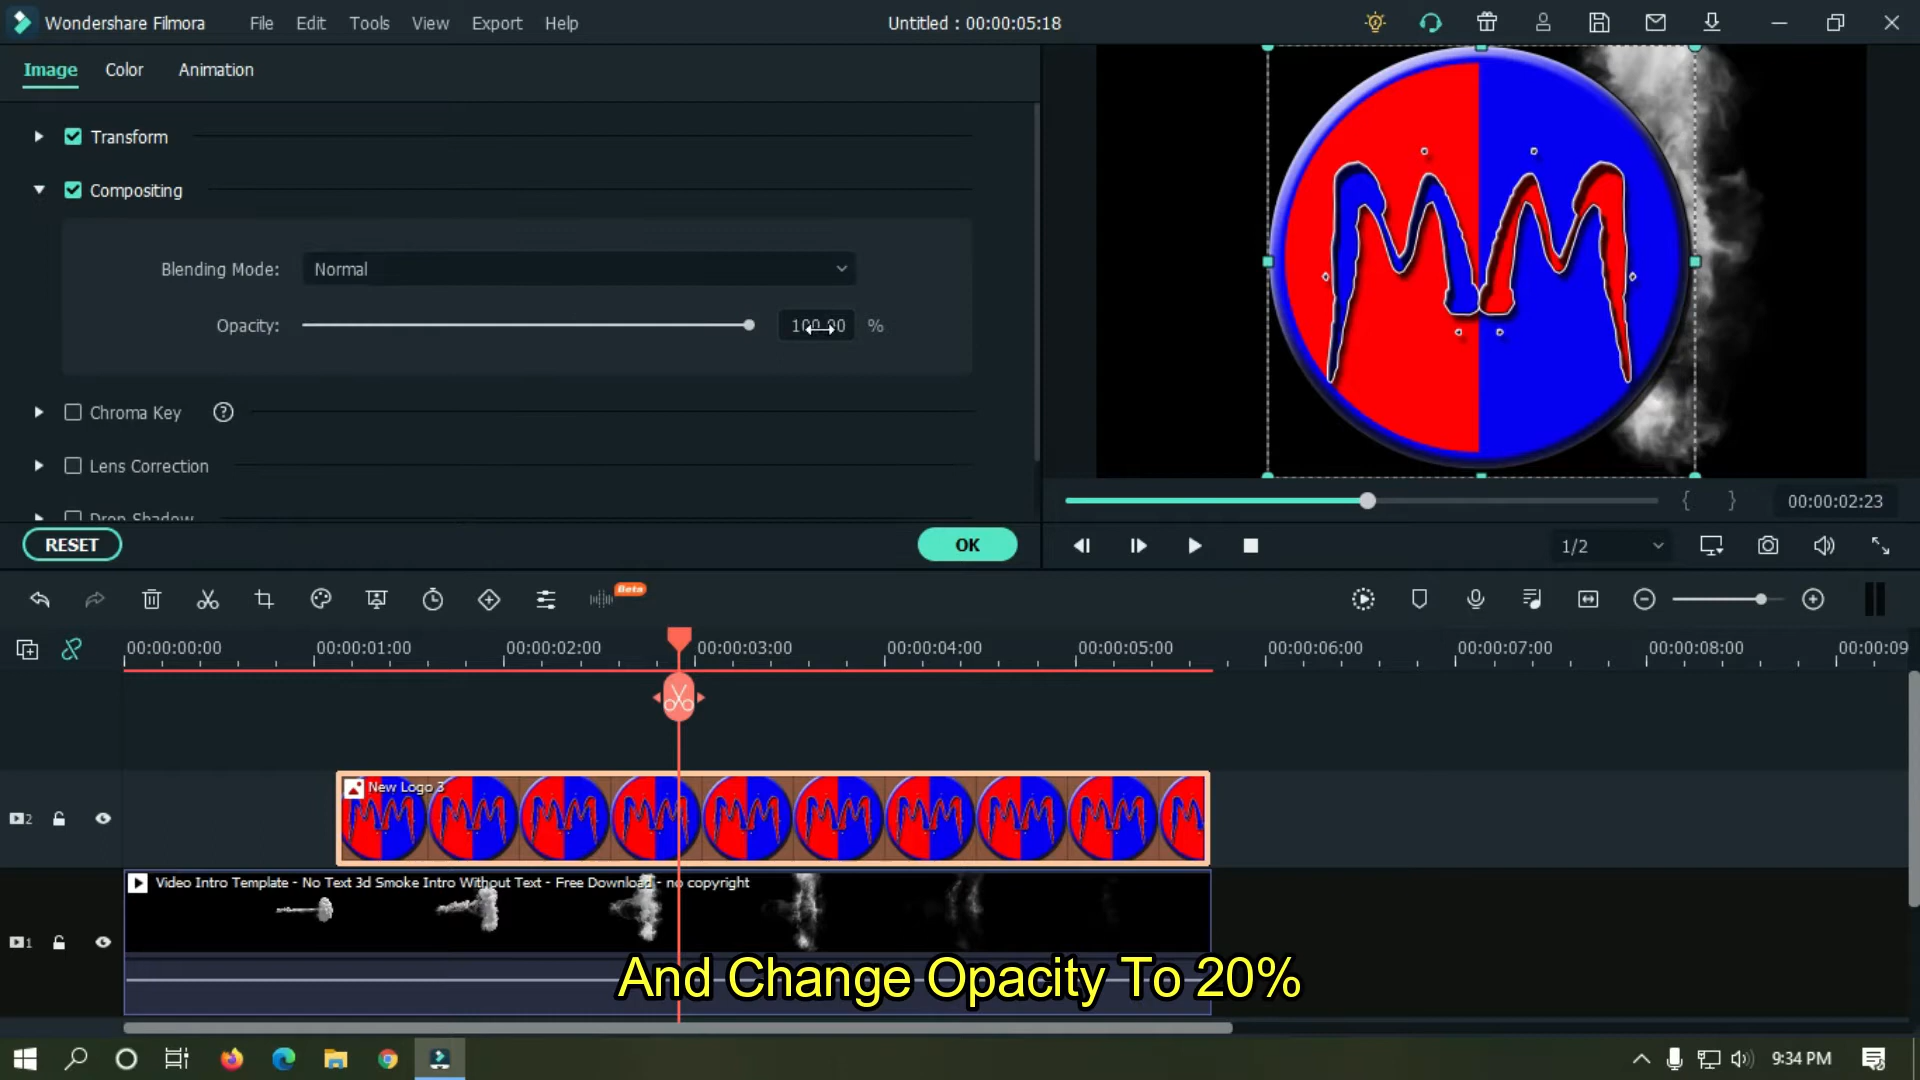 Wondershare Filmora File Edit Tools View Export Help Untitled : 00:00:05:18
Image Color Animation
Transform
Compositing
Blending Mode: Normal
Opacity: %
Chroma Key ?
Lens Correction
Drop Shadow
00:00:02:23
RESET OK
1/2
Beta
00:00:00:00 00:00:01:00 00:00:02:00 00:00:03:00 00:00:04:00 00:00:05:00 00:00:06:00 00:00:07:00 00:00:08:00 00:00:09
New Logo 3
2
Video Intro Template - No Text 3d Smoke Intro Without Text - Free Download - no copyright
1
And Change Opacity To 20%
9:34 PM